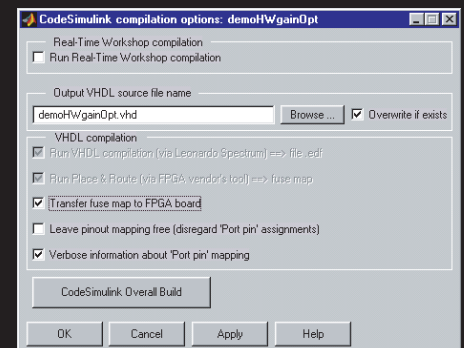 CodeSimulink compilation options: demoHWgainOpt
Real-Time Workshop compilation
Run Real-Time Workshop compilation
Output VHDL source file name
demoHWgainOpt.vhd
Browse ...
Overwrite if exists
VHDL compilation
Run VHDL compilation (via Leonardo Spectrum) ==> file .edf
Run Place & Route (via FPGA vendor's tool) ==> fuse map
Transfer fuse map to FPGA board
Leave pinout mapping free (disregard 'Port pin' assignments)
Verbose information about 'Port pin' mapping
CodeSimulink Overall Build
OK Cancel Apply Help